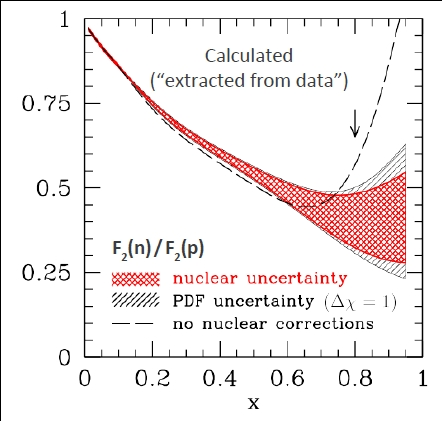 1
Calculated
(“extracted from data”)
0.75
0.5
F2(n)/F2(p)
nuclear uncertainty
0.25
PDF uncertainty (Δχ = 1)
no nuclear corrections
0
0 0.2 0.4 0.6 0.8 1
x